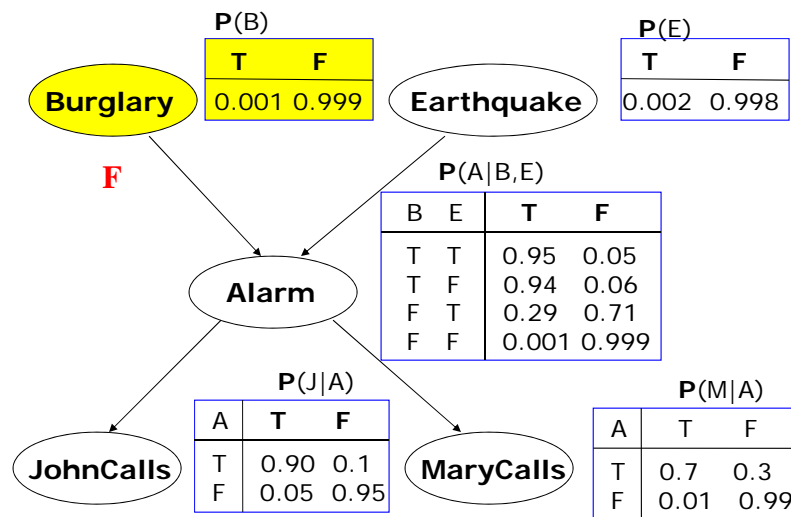 P(B)
T F
0.001 0.999
Burglary
P(E)
T F
0.002 0.998
Earthquake
F
P(A|B,E)
B E T F
T T 0.95 0.05
T F 0.94 0.06
F T 0.29 0.71
F F 0.001 0.999
Alarm
P(J|A)
A T F
T 0.90 0.1
F 0.05 0.95
JohnCalls
P(M|A)
A T F
T 0.7 0.3
F 0.01 0.99
MaryCalls